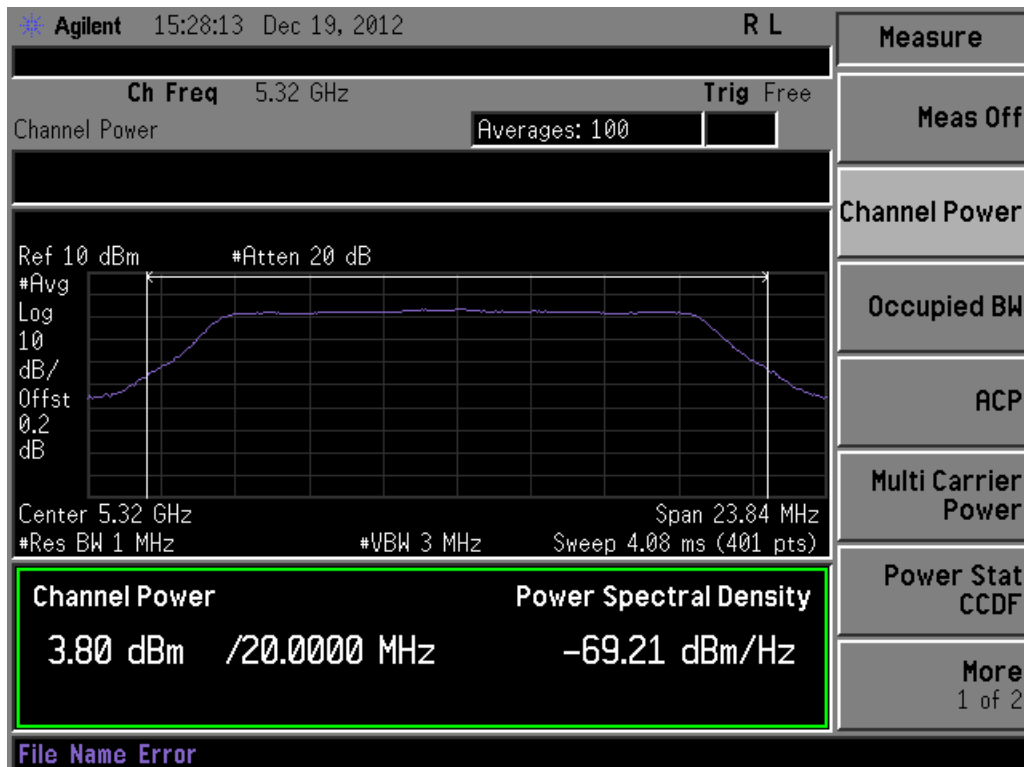 Agilent 15:28:13 Dec 19, 2012 R L
Ch Freq 5.32 GHz Trig Free
Channel Power Averages: 100
Ref 10 dBm #Atten 20 dB
#Avg
Log
10
dB/
Offst
0.2
dB
Center 5.32 GHz Span 23.84 MHz
#Res BW 1 MHz #VBW 3 MHz Sweep 4.08 ms (401 pts)
Channel Power Power Spectral Density
3.80 dBm /20.0000 MHz -69.21 dBm/Hz
File Name Error
Measure
Meas Off
Channel Power
Occupied BW
ACP
Multi Carrier
Power
Power Stat
CCDF
More
1 of 2